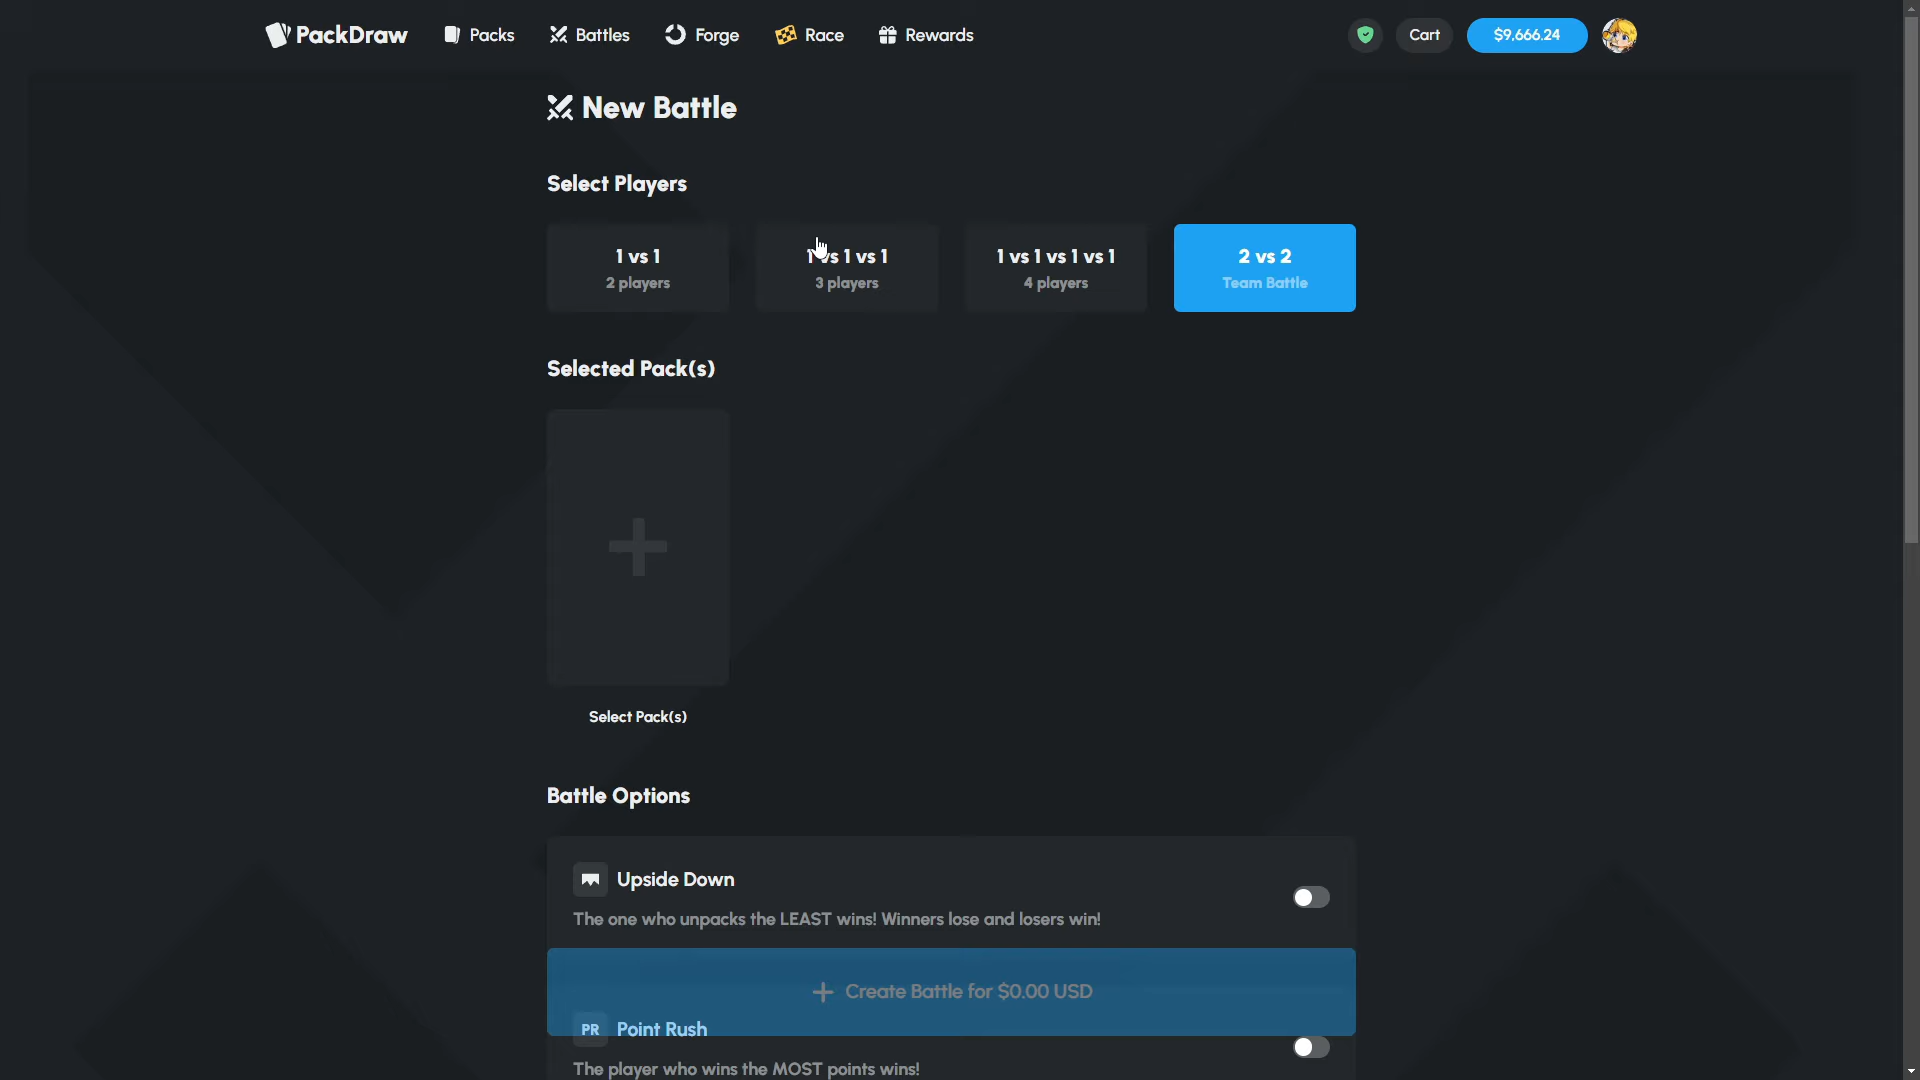 PackDraw Packs Battles Forge Race Rewards Cart $9,666.24
New Battle
Select Players
1 vs 1
2 players
1 vs 1 vs 1
3 players
1 vs 1 vs 1 vs 1
4 players
2 vs 2
Team Battle
Selected Pack(s)
Select Pack(s)
Battle Options
Upside Down
The one who unpacks the LEAST wins! Winners lose and losers win!
Create Battle for $0.00 USD
PR Point Rush
The player who wins the MOST points wins!